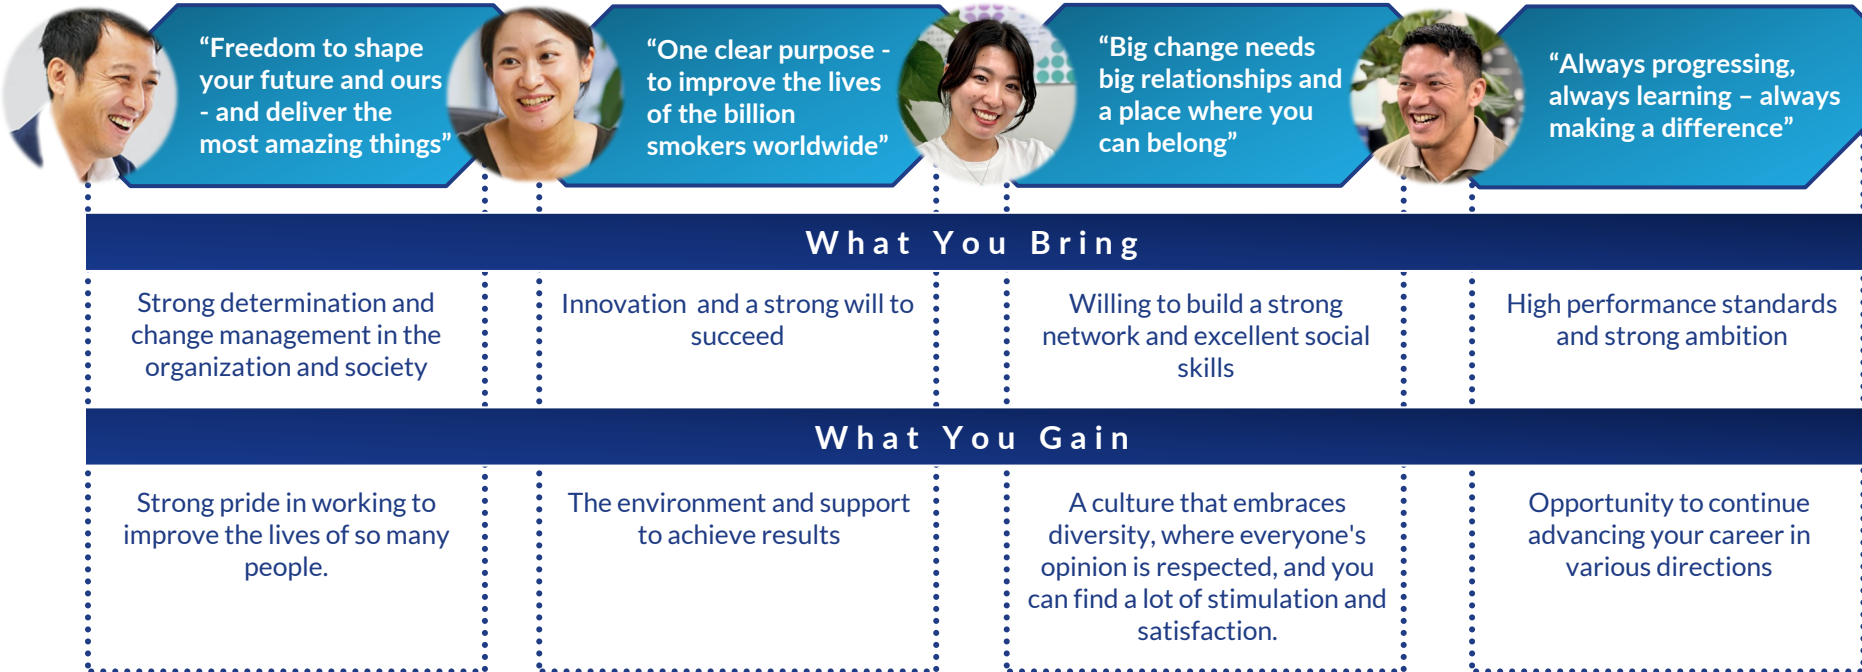 “Freedom to shape
your future and ours
- and deliver the
most amazing things”
“One clear purpose -
to improve the lives
of the billion
smokers worldwide”
“Big change needs
big relationships and
a place where you
can belong”
“Always progressing,
always learning – always
making a difference”
What You Bring
Strong determination and
change management in the
organization and society
Innovation  and a strong will to
succeed
Willing to build a strong
network and excellent social
skills
High performance standards
and strong ambition
What You Gain
Strong pride in working to
improve the lives of so many
people.
The environment and support
to achieve results
A culture that embraces
diversity, where everyone's
opinion is respected, and you
can find a lot of stimulation and
satisfaction.
Opportunity to continue
advancing your career in
various directions